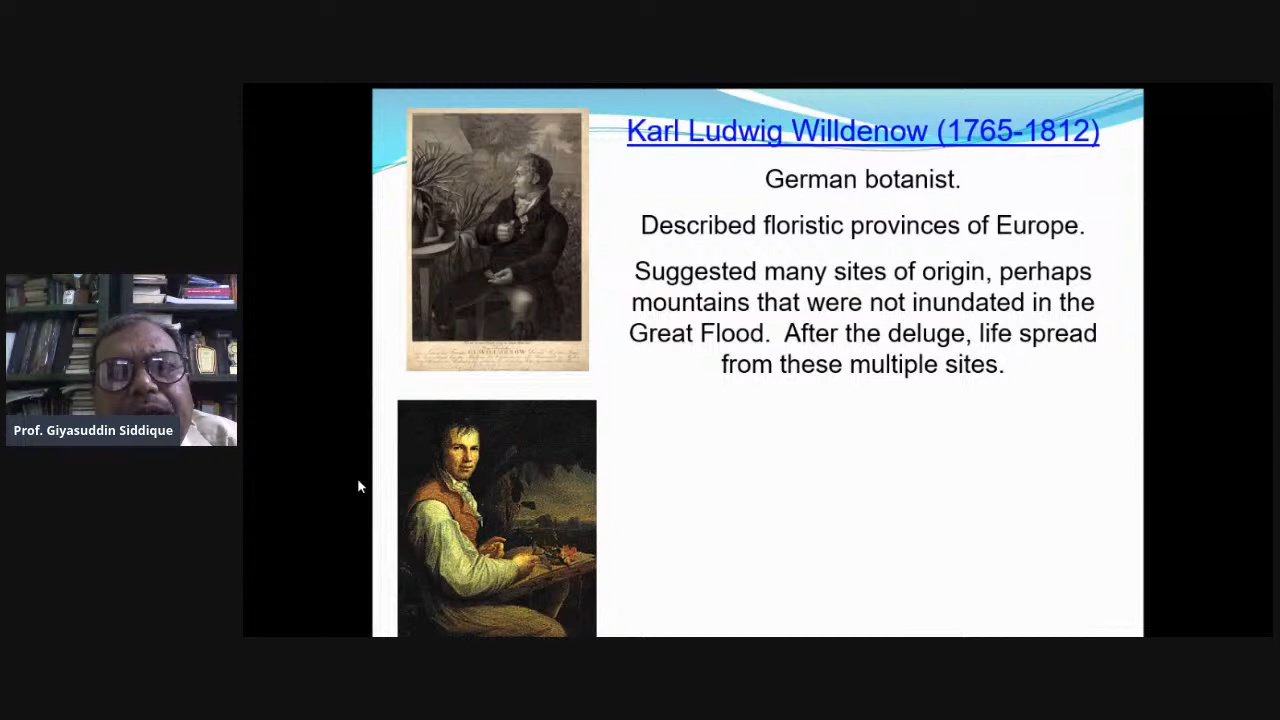 Karl Ludwig Willdenow (1765-1812)
German botanist.
Described floristic provinces of Europe.
Suggested many sites of origin, perhaps
mountains that were not inundated in the
Great Flood. After the deluge, life spread
from these multiple sites.
Prof. Giyasuddin Siddique